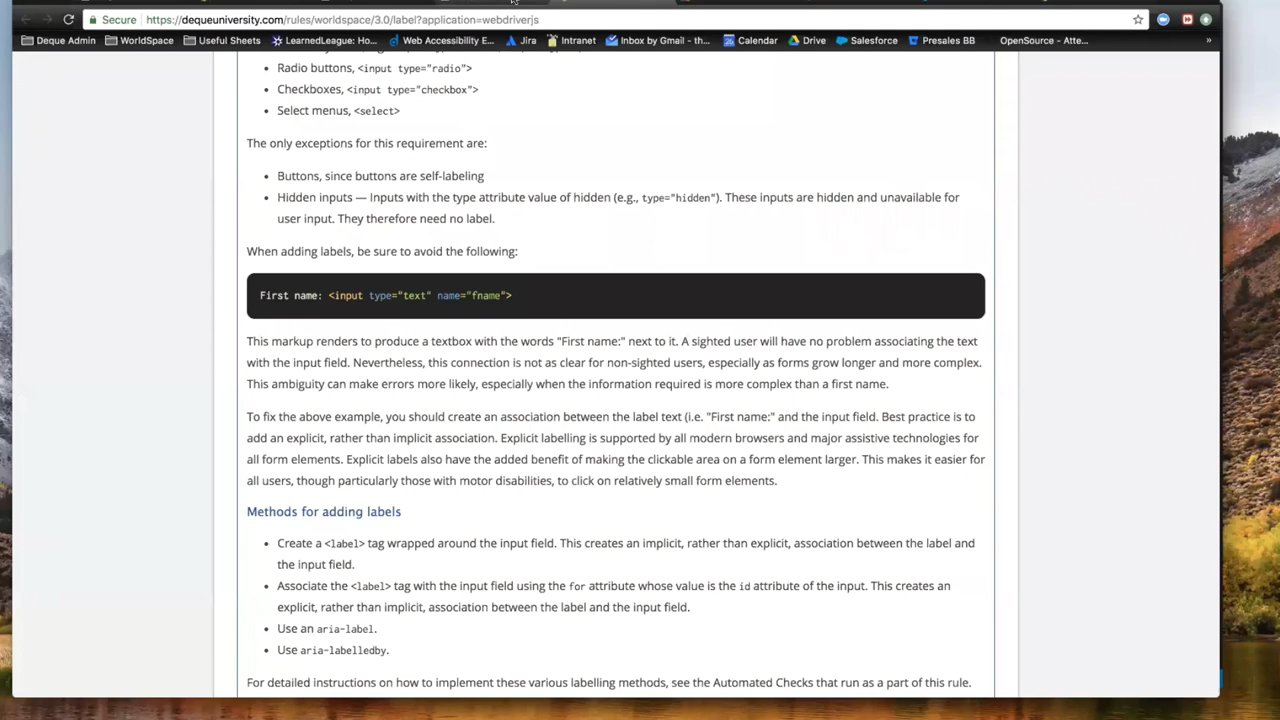 Secure https://dequeuniversity.com/rules/worldspace/3.0/label?application=webdriverjs
Deque Admin WorldSpace Useful Sheets LearnedLeague: Ho... Web Accessibility E... Jira Intranet Inbox by Gmail - th... 26 Calendar Drive Salesforce Presales BB OpenSource - Atte... »
• Radio buttons, <input type="radio">
• Checkboxes, <input type="checkbox">
• Select menus, <select>
The only exceptions for this requirement are:
• Buttons, since buttons are self-labeling
• Hidden inputs — Inputs with the type attribute value of hidden (e.g., type="hidden"). These inputs are hidden and unavailable for
user input. They therefore need no label.
When adding labels, be sure to avoid the following:
First name: <input type="text" name="fname">
This markup renders to produce a textbox with the words "First name:" next to it. A sighted user will have no problem associating the text
with the input field. Nevertheless, this connection is not as clear for non-sighted users, especially as forms grow longer and more complex.
This ambiguity can make errors more likely, especially when the information required is more complex than a first name.
To fix the above example, you should create an association between the label text (i.e. "First name:" and the input field. Best practice is to
add an explicit, rather than implicit association. Explicit labelling is supported by all modern browsers and major assistive technologies for
all form elements. Explicit labels also have the added benefit of making the clickable area on a form element larger. This makes it easier for
all users, though particularly those with motor disabilities, to click on relatively small form elements.
Methods for adding labels
• Create a <label> tag wrapped around the input field. This creates an implicit, rather than explicit, association between the label and
the input field.
• Associate the <label> tag with the input field using the for attribute whose value is the id attribute of the input. This creates an
explicit, rather than implicit, association between the label and the input field.
• Use an aria-label.
• Use aria-labelledby.
For detailed instructions on how to implement these various labelling methods, see the Automated Checks that run as a part of this rule.